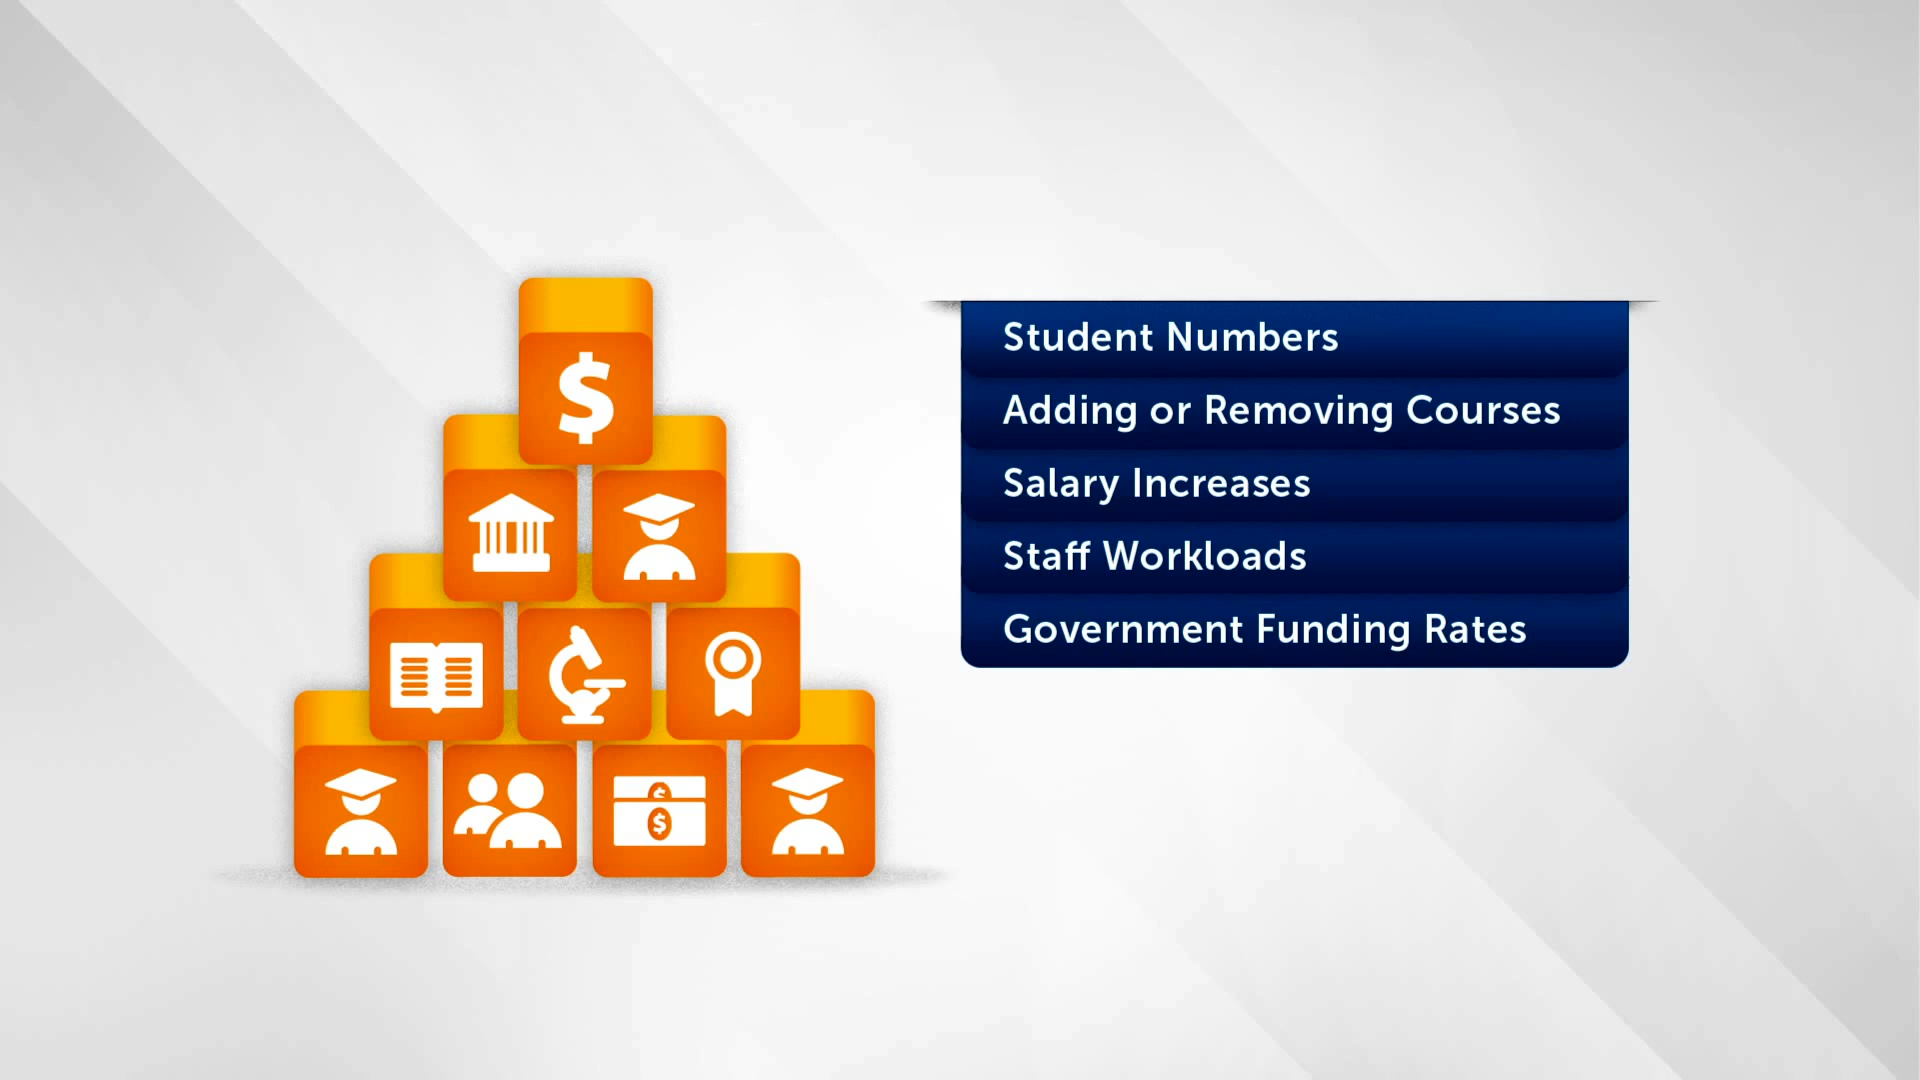 $
Student Numbers
Adding or Removing Courses
Salary Increases
Staff Workloads
Government Funding Rates
$
$